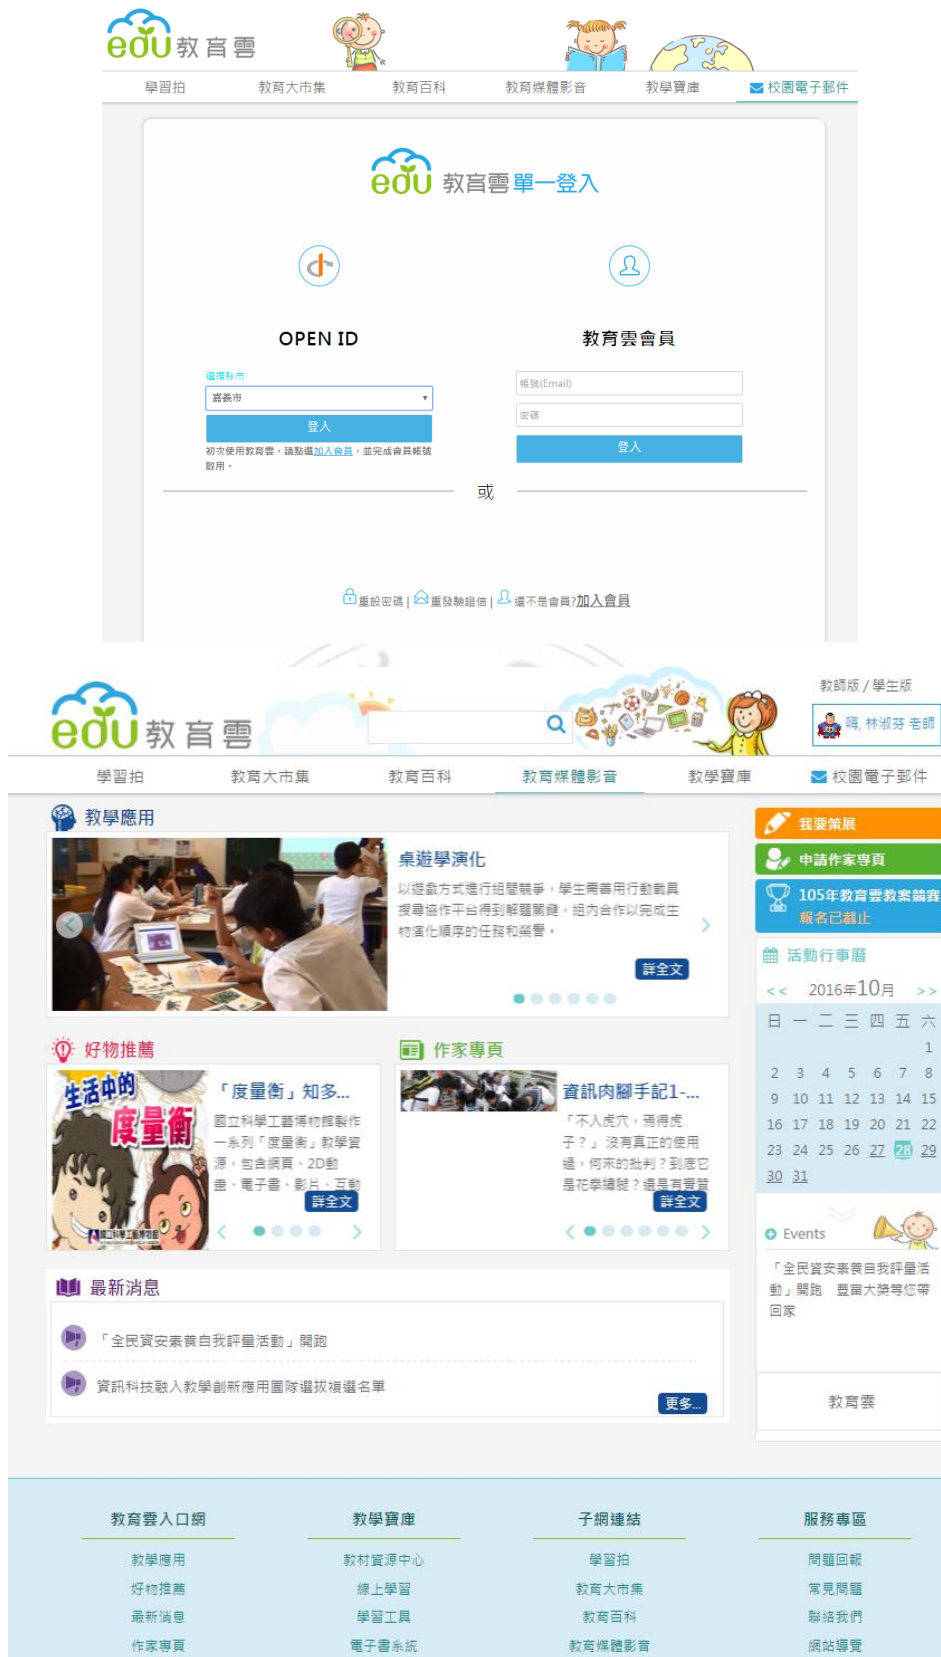 edu 教育雲
學習拍 教育大市集 教育百科 教育媒體影音 教學寶庫 校園電子郵件
edu 教育雲單一登入
OPEN ID
教育雲會員
選擇縣市
嘉義市
登入
初次使用教育雲，請點選加入會員，並完成會員帳號
啟用。
帳號(Email)
密碼
登入
或
重設密碼| 重發驗證信| 還不是會員?加入會員
教師版 / 學生版
edu 教育雲
嗨, 林淑芬 老師
學習拍 教育大市集 教育百科 教育媒體影音 教學寶庫 校園電子郵件
教學應用
桌遊學演化
以遊戲方式進行組間競爭，學生需善用行動載具
搜尋協作平台得到解題關鍵，組內合作以完成生
物演化順序的任務和榮譽。
詳全文
好物推薦
生活中的
度量衡
國立科學工藝博物館
「度量衡」知多...
國立科學工藝博物館製作
一系列「度量衡」教學資
源，包含網頁、2D動
畫、電子書、影片、互動
詳全文
作家專頁
資訊肉腳手記1-...
「不入虎穴，焉得虎
子？」沒有真正的使用
過，何來的批判？到底它
是花拳繡腿？還是有實質
詳全文
最新消息
「全民資安素養自我評量活動」開跑
資訊科技融入教學創新應用團隊選拔複選名單
更多...
我要策展
申請作家專頁
105年教育雲教案競賽
報名已截止
活動行事曆
<< 2016年10月 >>
日 一 二 三 四 五 六
1
2 3 4 5 6 7 8
9 10 11 12 13 14 15
16 17 18 19 20 21 22
23 24 25 26 27 28 29
30 31
Events
「全民資安素養自我評量活
動」開跑 豐富大獎等您帶
回家
教育雲
教育雲入口網 教學寶庫 子網連結 服務專區
教學應用 教材資源中心 學習拍 問題回報
好物推薦 線上學習 教育大市集 常見問題
最新消息 學習工具 教育百科 聯絡我們
作家專頁 電子書系統 教育媒體影音 網站導覽